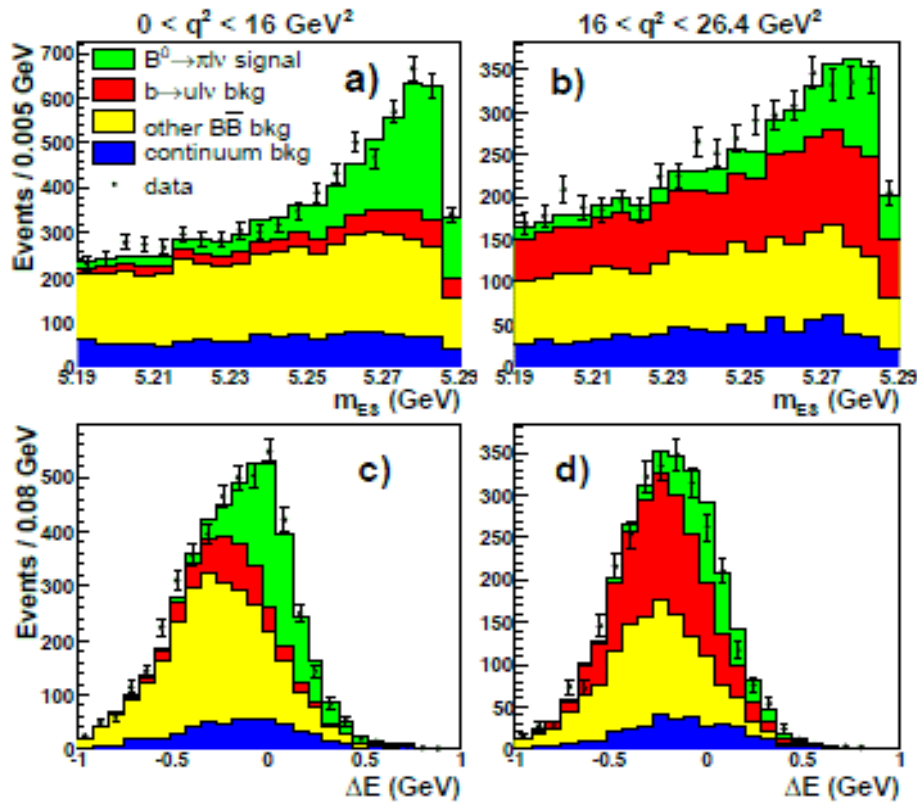 0 < q² < 16 GeV²
16 < q² < 26.4 GeV²
Events / 0.005 GeV
700
600
500
400
300
200
100
0
B⁰→πlν signal
b→ulν bkg
other BB̅ bkg
continuum bkg
data
a)
5.19 5.21 5.23 5.25 5.27 5.29
m_ES (GeV)
350
300
250
200
150
100
50
0
b)
5.19 5.21 5.23 5.25 5.27 5.29
m_ES (GeV)
Events / 0.08 GeV
500
400
300
200
100
0
c)
-1 -0.5 0 0.5 1
ΔE (GeV)
350
300
250
200
150
100
50
0
d)
-1 -0.5 0 0.5 1
ΔE (GeV)